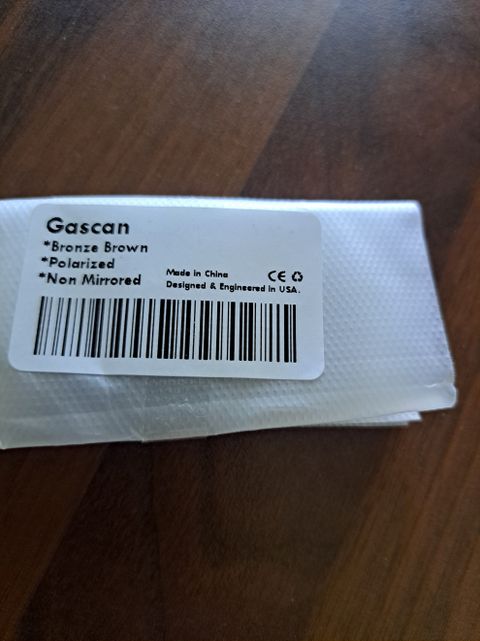 Gascan
*Bronze Brown
*Polarized
*Non Mirrored
Made in China
CE
Designed & Engineered in USA.